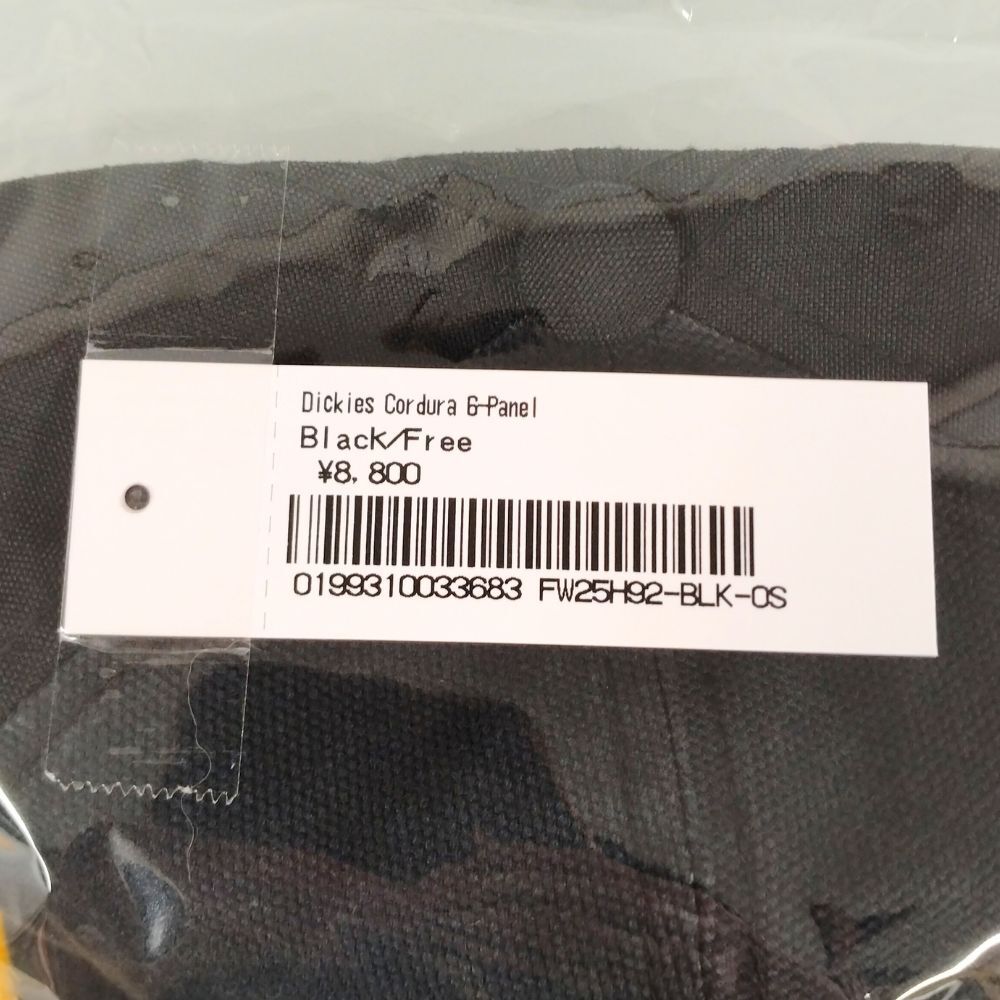 Dickies Cordura 6-Panel
Black/Free
¥8,800
0199310033683 FW25H92-BLK-OS